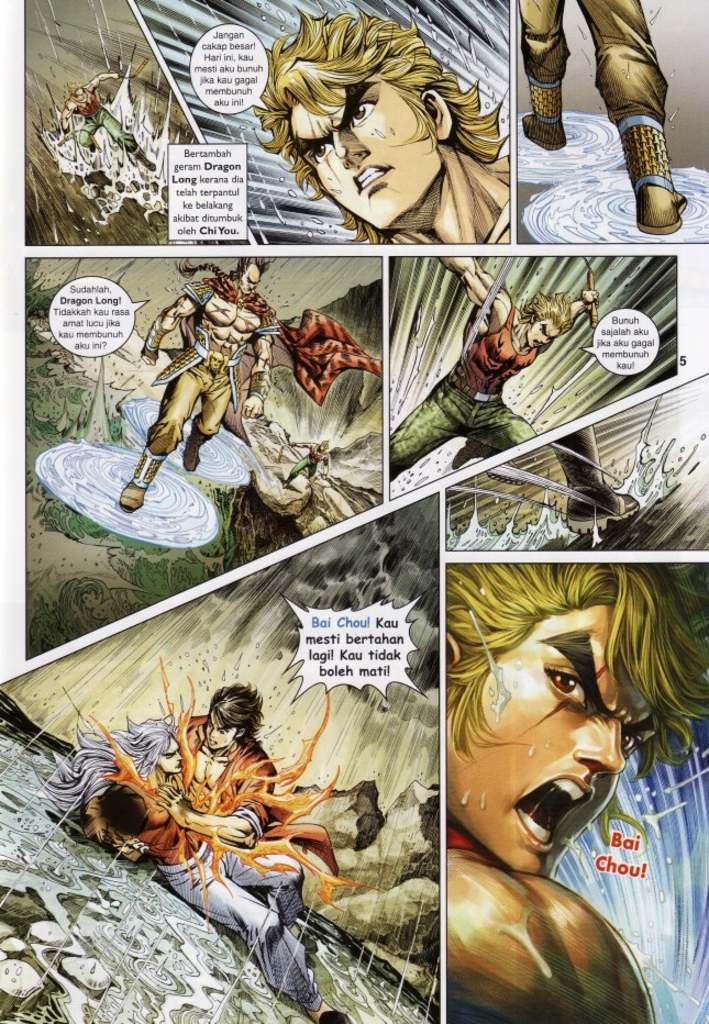 Jangan
cakap besar!
Hari ini, kau
mesti aku bunuh
jika kau gagal
membunuh
aku ini!
Bertambah
geram Dragon
Long kerana dia
telah terpantul
ke belakang
akibat ditumbuk
oleh Chi You.
Sudahlah,
Dragon Long!
Tidakkah kau rasa
amat lucu jika
kau membunuh
aku ini?
Bunuh
sajalah aku
jika aku gagal
membunuh
kau!
5
Bai Chou! Kau
mesti bertahan
lagi! Kau tidak
boleh mati!
Bai
Chou!